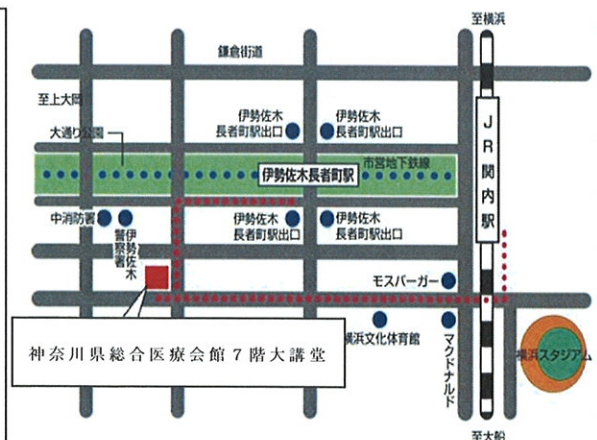 至横浜
鎌倉街道
至上大岡
大通り公園
伊勢佐木
長者町駅出口
伊勢佐木
長者町駅出口
JR関内駅
市営地下鉄線
伊勢佐木長者町駅
中消防署
伊勢佐木
警察署
伊勢佐木
長者町駅出口
伊勢佐木
長者町駅出口
モスバーガー
神奈川県総合医療会館7階大講堂
横浜文化体育館
マクドナルド
横浜スタジアム
至大船